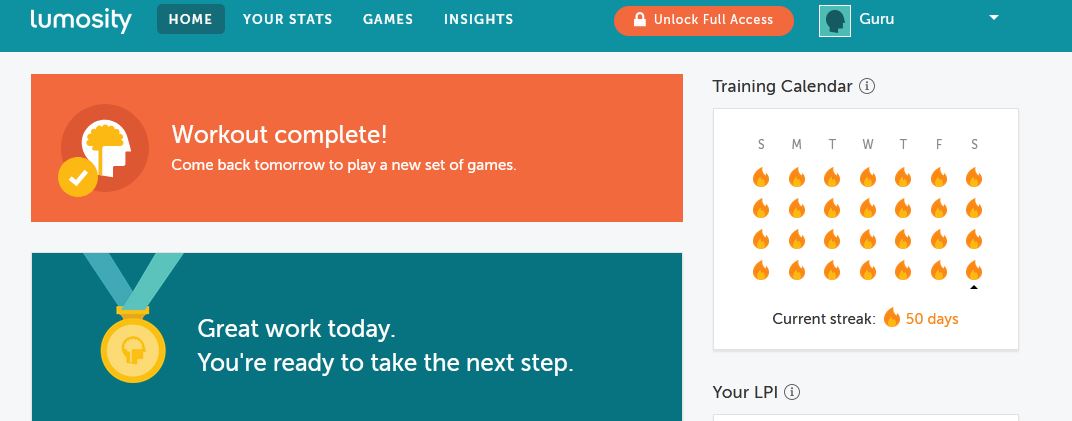 lumosity HOME YOUR STATS GAMES INSIGHTS Unlock Full Access Guru
Workout complete!
Come back tomorrow to play a new set of games.
Great work today.
You're ready to take the next step.
Training Calendar
S M T W T F S
Current streak: 50 days
Your LPI